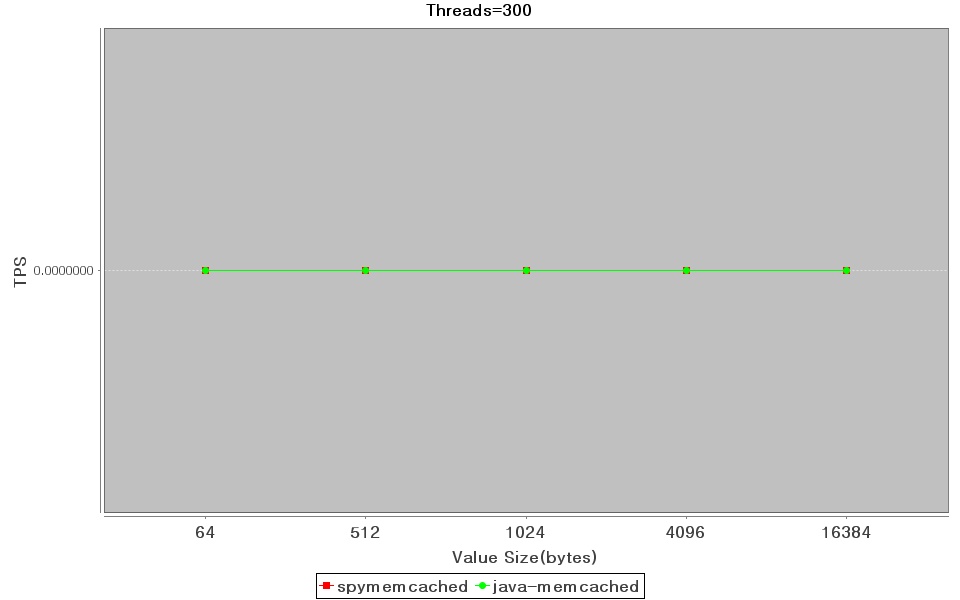 Threads=300
TPS
0.0000000
64 512 1024 4096 16384
Value Size(bytes)
spymemcached java-memcached